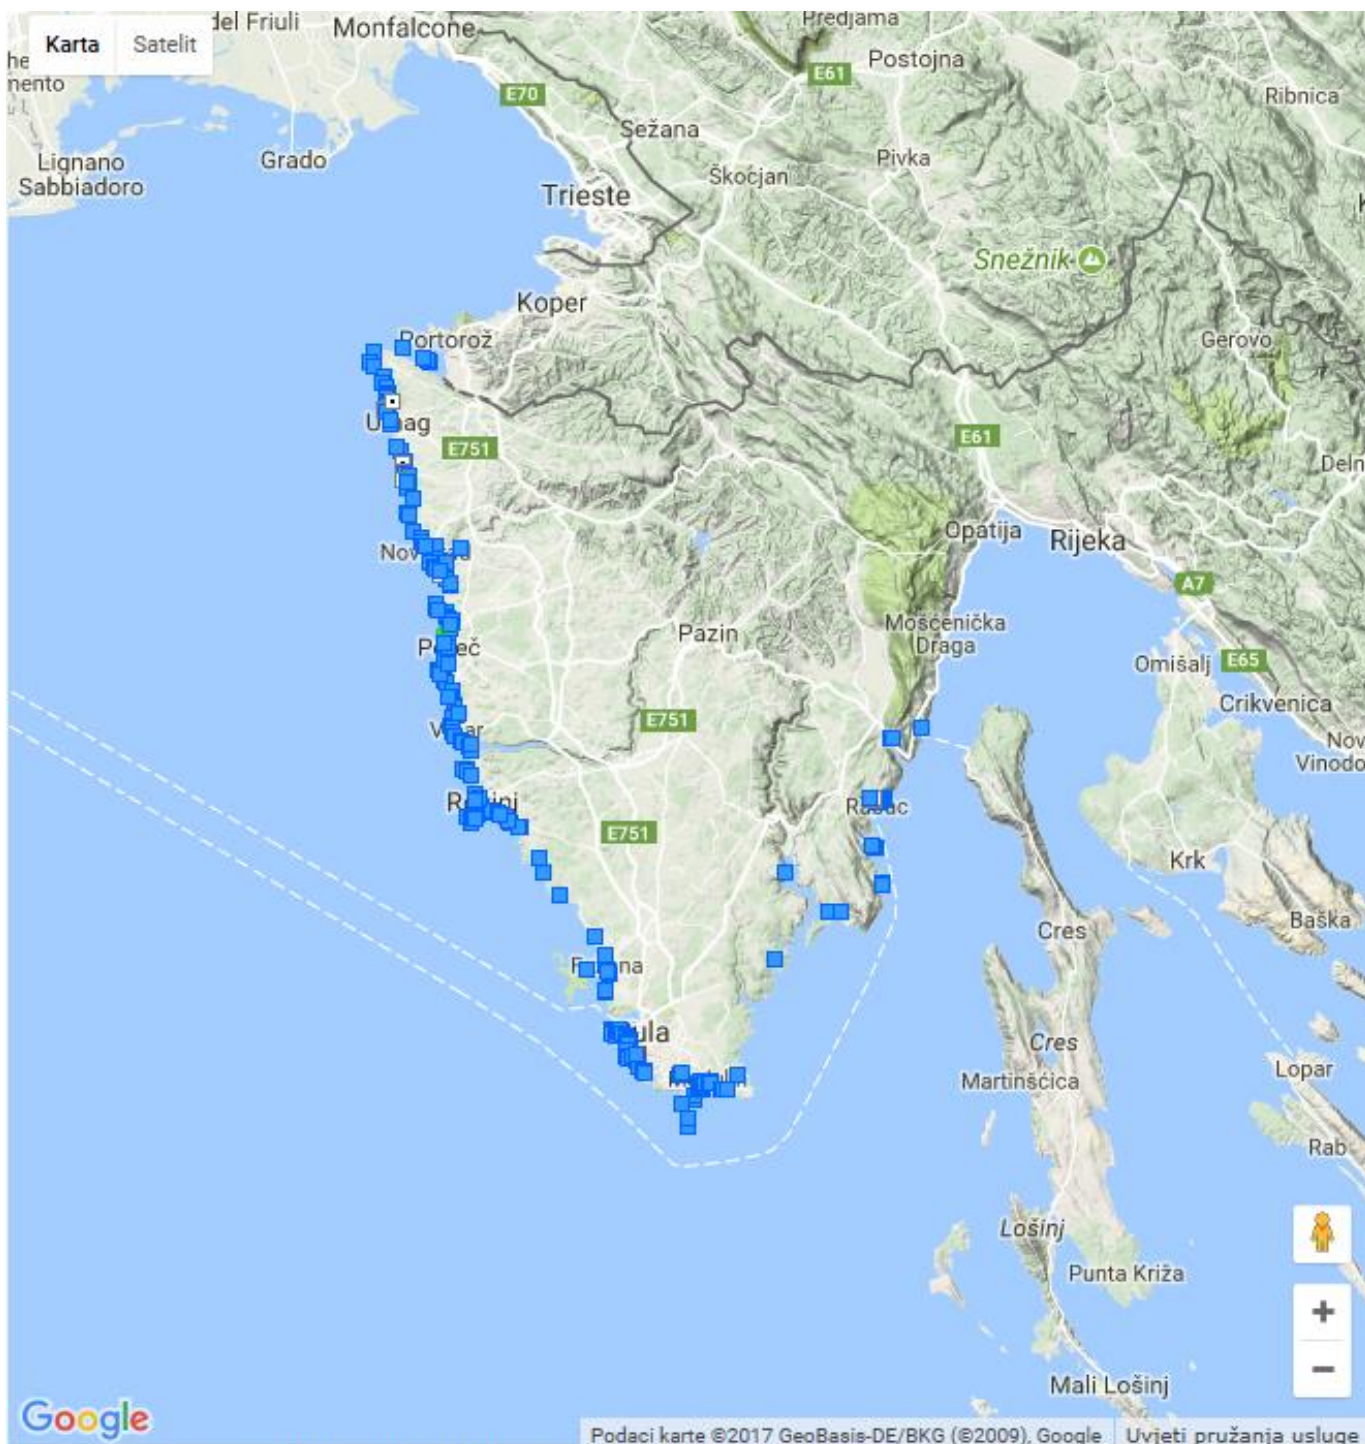 del Friuli
Monfalcone
Predjama
Karta
Satelit
Postojna
E61
E70
Ribnica
Sežana
Lignano
Sabbiadoro
Grado
Pivka
Škocjan
Trieste
Snežnik
Koper
Portorož
Gerovo
E751
E61
Opatija
Rijeka
A7
Pazin
Mošćenička
Draga
Omišalj
E65
Crikvenica
E751
E751
Krk
Baška
Cres
Cres
Martinšćica
Lopar
Rab
Lošinj
Punta Križa
+
−
Mali Lošinj
Google
Podaci karte ©2017 GeoBasis-DE/BKG (©2009), Google
Uvjeti pružanja usluge